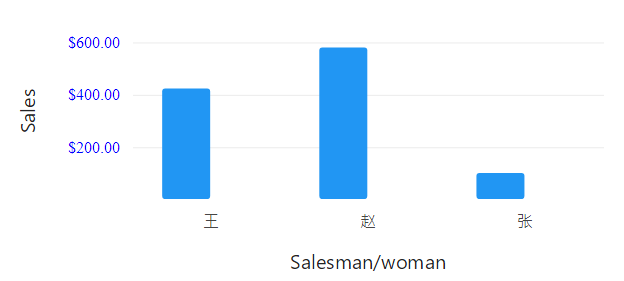 $600.00
$400.00
$200.00
Sales
王 赵 张
Salesman/woman